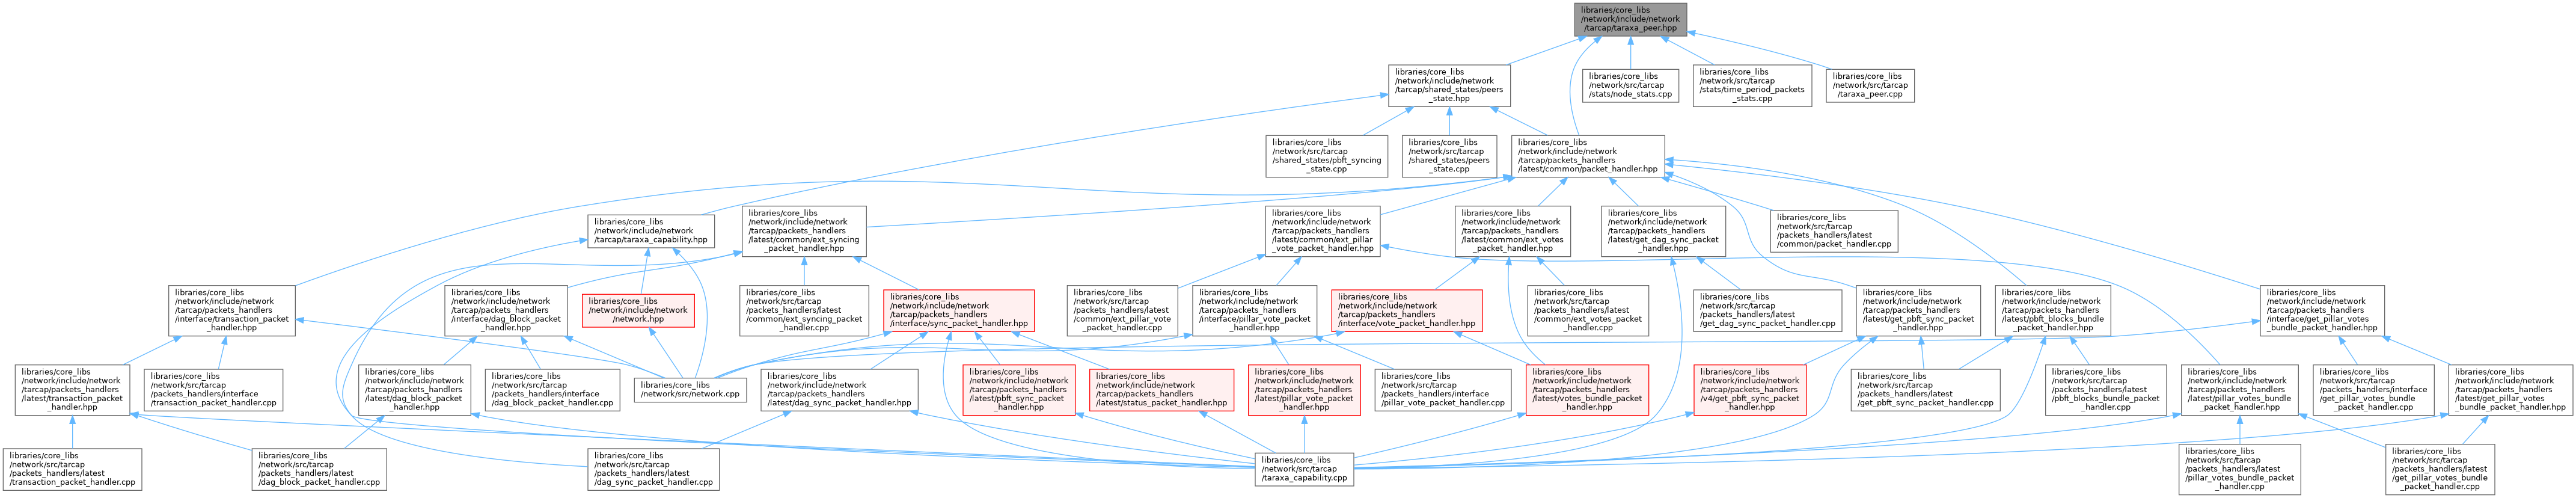 libraries/core_libs
/network/include/network
/tarcap/taraxa_peer.hpp
libraries/core_libs
/network/include/network
/tarcap/shared_states/peers
_state.hpp
libraries/core_libs
/network/src/tarcap
/stats/node_stats.cpp
libraries/core_libs
/network/src/tarcap
/stats/time_period_packets
_stats.cpp
libraries/core_libs
/network/src/tarcap
/taraxa_peer.cpp
libraries/core_libs
/network/src/tarcap
/shared_states/pbft_syncing
_state.cpp
libraries/core_libs
/network/src/tarcap
/shared_states/peers
_state.cpp
libraries/core_libs
/network/include/network
/tarcap/packets_handlers
/latest/common/packet_handler.hpp
libraries/core_libs
/network/include/network
/tarcap/taraxa_capability.hpp
libraries/core_libs
/network/include/network
/tarcap/packets_handlers
/latest/common/ext_syncing
_packet_handler.hpp
libraries/core_libs
/network/include/network
/tarcap/packets_handlers
/latest/common/ext_pillar
_vote_packet_handler.hpp
libraries/core_libs
/network/include/network
/tarcap/packets_handlers
/latest/common/ext_votes
_packet_handler.hpp
libraries/core_libs
/network/include/network
/tarcap/packets_handlers
/latest/get_dag_sync_packet
_handler.hpp
libraries/core_libs
/network/src/tarcap
/packets_handlers/latest
/common/packet_handler.cpp
libraries/core_libs
/network/include/network
/tarcap/packets_handlers
/interface/transaction_packet
_handler.hpp
libraries/core_libs
/network/include/network
/tarcap/packets_handlers
/interface/dag_block_packet
_handler.hpp
libraries/core_libs
/network/include/network
/network.hpp
libraries/core_libs
/network/src/tarcap
/packets_handlers/latest
/common/ext_syncing_packet
_handler.cpp
libraries/core_libs
/network/include/network
/tarcap/packets_handlers
/interface/sync_packet_handler.hpp
libraries/core_libs
/network/src/tarcap
/packets_handlers/latest
/common/ext_pillar_vote
_packet_handler.cpp
libraries/core_libs
/network/include/network
/tarcap/packets_handlers
/interface/pillar_vote_packet
_handler.hpp
libraries/core_libs
/network/include/network
/tarcap/packets_handlers
/interface/vote_packet_handler.hpp
libraries/core_libs
/network/src/tarcap
/packets_handlers/latest
/common/ext_votes_packet
_handler.cpp
libraries/core_libs
/network/src/tarcap
/packets_handlers/latest
/get_dag_sync_packet_handler.cpp
libraries/core_libs
/network/include/network
/tarcap/packets_handlers
/latest/get_pbft_sync_packet
_handler.hpp
libraries/core_libs
/network/include/network
/tarcap/packets_handlers
/latest/pbft_blocks_bundle
_packet_handler.hpp
libraries/core_libs
/network/include/network
/tarcap/packets_handlers
/interface/get_pillar_votes
_bundle_packet_handler.hpp
libraries/core_libs
/network/include/network
/tarcap/packets_handlers
/latest/transaction_packet
_handler.hpp
libraries/core_libs
/network/src/tarcap
/packets_handlers/interface
/transaction_packet_handler.cpp
libraries/core_libs
/network/include/network
/tarcap/packets_handlers
/latest/dag_block_packet
_handler.hpp
libraries/core_libs
/network/src/tarcap
/packets_handlers/interface
/dag_block_packet_handler.cpp
libraries/core_libs
/network/src/network.cpp
libraries/core_libs
/network/include/network
/tarcap/packets_handlers
/latest/dag_sync_packet_handler.hpp
libraries/core_libs
/network/include/network
/tarcap/packets_handlers
/latest/pbft_sync_packet
_handler.hpp
libraries/core_libs
/network/include/network
/tarcap/packets_handlers
/latest/status_packet_handler.hpp
libraries/core_libs
/network/include/network
/tarcap/packets_handlers
/latest/pillar_vote_packet
_handler.hpp
libraries/core_libs
/network/src/tarcap
/packets_handlers/interface
/pillar_vote_packet_handler.cpp
libraries/core_libs
/network/include/network
/tarcap/packets_handlers
/latest/votes_bundle_packet
_handler.hpp
libraries/core_libs
/network/include/network
/tarcap/packets_handlers
/v4/get_pbft_sync_packet
_handler.hpp
libraries/core_libs
/network/src/tarcap
/packets_handlers/latest
/get_pbft_sync_packet_handler.cpp
libraries/core_libs
/network/src/tarcap
/packets_handlers/latest
/pbft_blocks_bundle_packet
_handler.cpp
libraries/core_libs
/network/include/network
/tarcap/packets_handlers
/latest/pillar_votes_bundle
_packet_handler.hpp
libraries/core_libs
/network/src/tarcap
/packets_handlers/interface
/get_pillar_votes_bundle
_packet_handler.cpp
libraries/core_libs
/network/include/network
/tarcap/packets_handlers
/latest/get_pillar_votes
_bundle_packet_handler.hpp
libraries/core_libs
/network/src/tarcap
/packets_handlers/latest
/transaction_packet_handler.cpp
libraries/core_libs
/network/src/tarcap
/packets_handlers/latest
/dag_block_packet_handler.cpp
libraries/core_libs
/network/src/tarcap
/packets_handlers/latest
/dag_sync_packet_handler.cpp
libraries/core_libs
/network/src/tarcap
/taraxa_capability.cpp
libraries/core_libs
/network/src/tarcap
/packets_handlers/latest
/pillar_votes_bundle_packet
_handler.cpp
libraries/core_libs
/network/src/tarcap
/packets_handlers/latest
/get_pillar_votes_bundle
_packet_handler.cpp